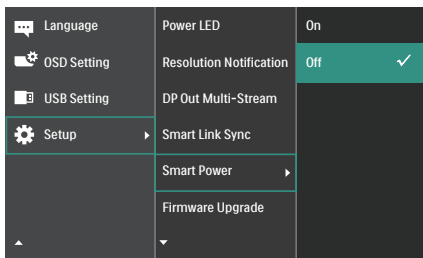 Language
OSD Setting
USB Setting
Setup
Power LED
Resolution Notification
DP Out Multi-Stream
Smart Link Sync
Smart Power
Firmware Upgrade
On
Off